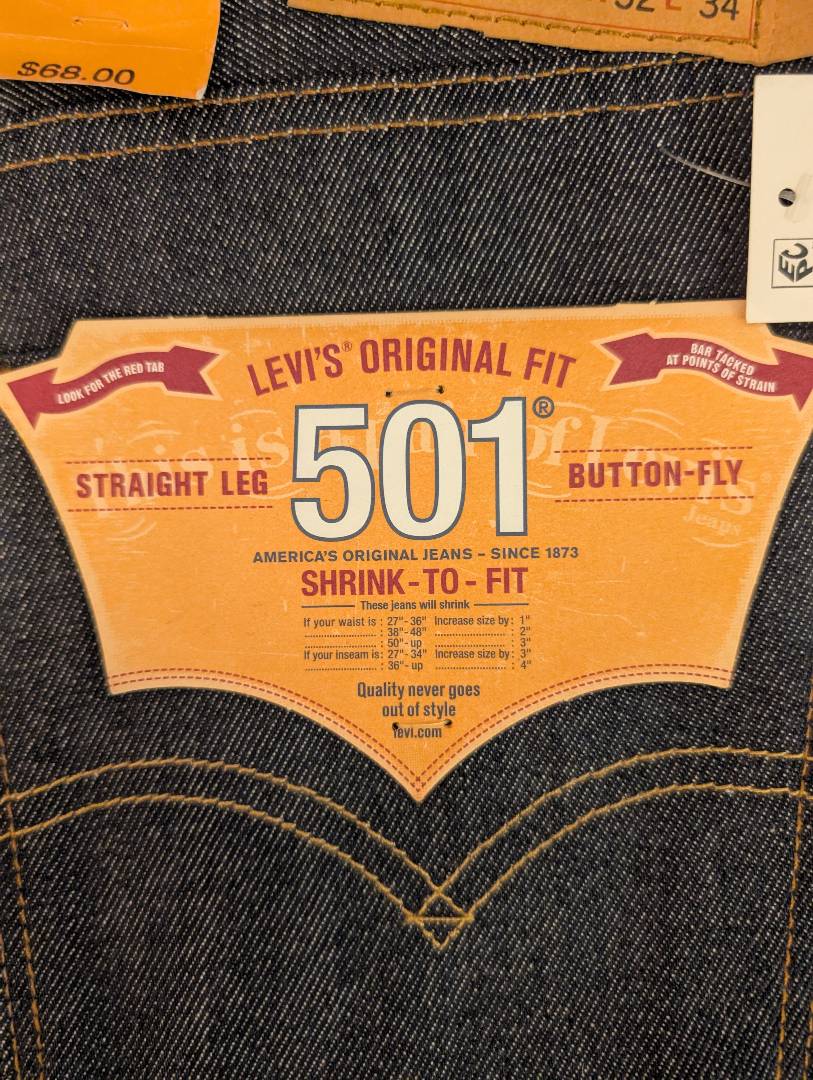 $68.00
32 L 34
EC
PC
LOOK FOR THE RED TAB
LEVI'S® ORIGINAL FIT
BAR TACKED
AT POINTS OF STRAIN
STRAIGHT LEG
501®
BUTTON-FLY
AMERICA'S ORIGINAL JEANS – SINCE 1873
SHRINK-TO-FIT
These jeans will shrink
If your waist is : 27"-36" Increase size by: 1"
.................... : 38"-48" .................... : 2"
.................... : 50"-up .................... : 3"
If your inseam is: 27"-34" Increase size by: 3"
.................... : 36"-up .................... : 4"
Quality never goes
out of style
levi.com